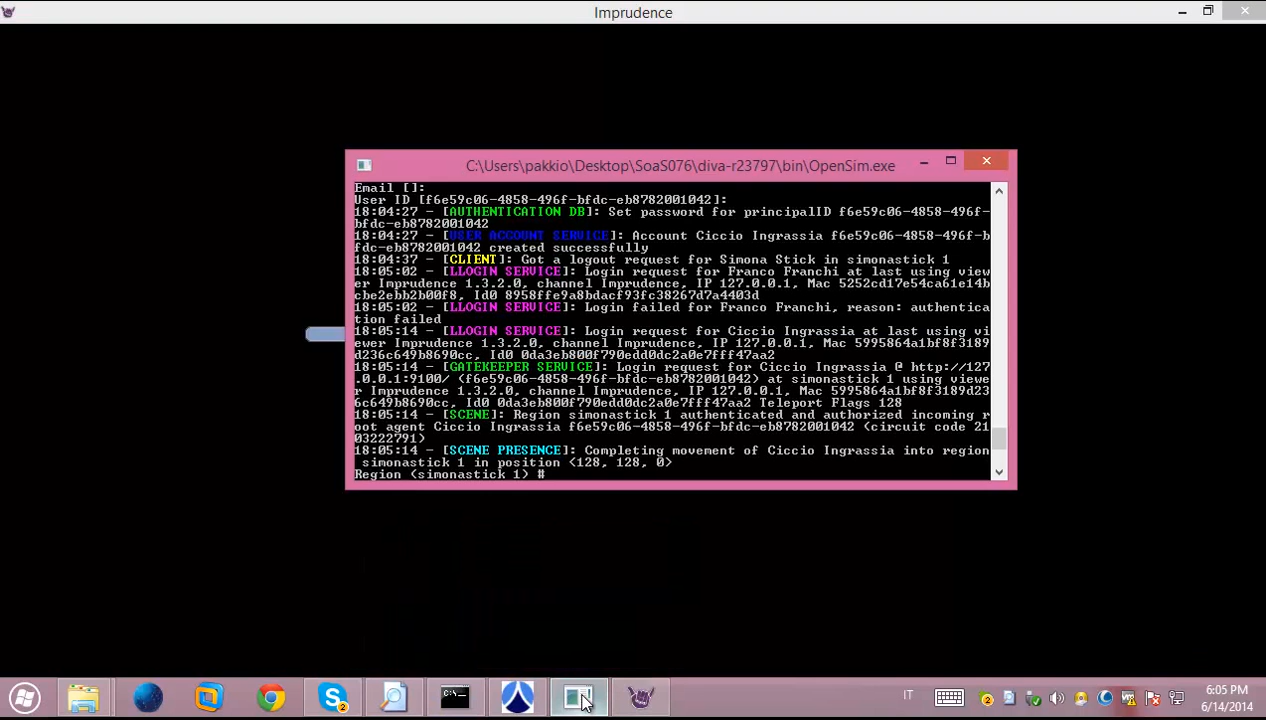 Imprudence
C:\Users\pakkio\Desktop\SoaS076\diva-r23797\bin\OpenSim.exe
Email []:
User ID [f6e59c06-4858-496f-bfdc-eb8782001042]:
18:04:27 - [AUTHENTICATION DB]: Set password for principalID f6e59c06-4858-496f-
bfdc-eb8782001042
18:04:27 - [USER ACCOUNT SERVICE]: Account Ciccio Ingrassia f6e59c06-4858-496f-b
fdc-eb8782001042 created successfully
18:04:37 - [CLIENT]: Got a logout request for Simona Stick in simonastick 1
18:05:02 - [LLOGIN SERVICE]: Login request for Franco Franchi at last using view
er Imprudence 1.3.2.0, channel Imprudence, IP 127.0.0.1, Mac 5252cd17e54ca61e14b
cbe2ebb2b00f8, Id0 8958ffe9a8bdacf93fc38267d7a4403d
18:05:02 - [LLOGIN SERVICE]: Login failed for Franco Franchi, reason: authentica
tion failed
18:05:14 - [LLOGIN SERVICE]: Login request for Ciccio Ingrassia at last using vi
ewer Imprudence 1.3.2.0, channel Imprudence, IP 127.0.0.1, Mac 5995864a1bf8f3189
d236c649b8690cc, Id0 0da3eb800f790edd0dc2a0e7fff47aa2
18:05:14 - [GATEKEEPER SERVICE]: Login request for Ciccio Ingrassia @ http://127
.0.0.1:9100/ (f6e59c06-4858-496f-bfdc-eb8782001042) at simonastick 1 using viewe
r Imprudence 1.3.2.0, channel Imprudence, IP 127.0.0.1, Mac 5995864a1bf8f3189d23
6c649b8690cc, Id0 0da3eb800f790edd0dc2a0e7fff47aa2 Teleport Flags 128
18:05:14 - [SCENE]: Region simonastick 1 authenticated and authorized incoming r
oot agent Ciccio Ingrassia f6e59c06-4858-496f-bfdc-eb8782001042 (circuit code 21
03222791)
18:05:14 - [SCENE PRESENCE]: Completing movement of Ciccio Ingrassia into region
simonastick 1 in position <128, 128, 0>
Region (simonastick 1) #
IT
6:05 PM
6/14/2014